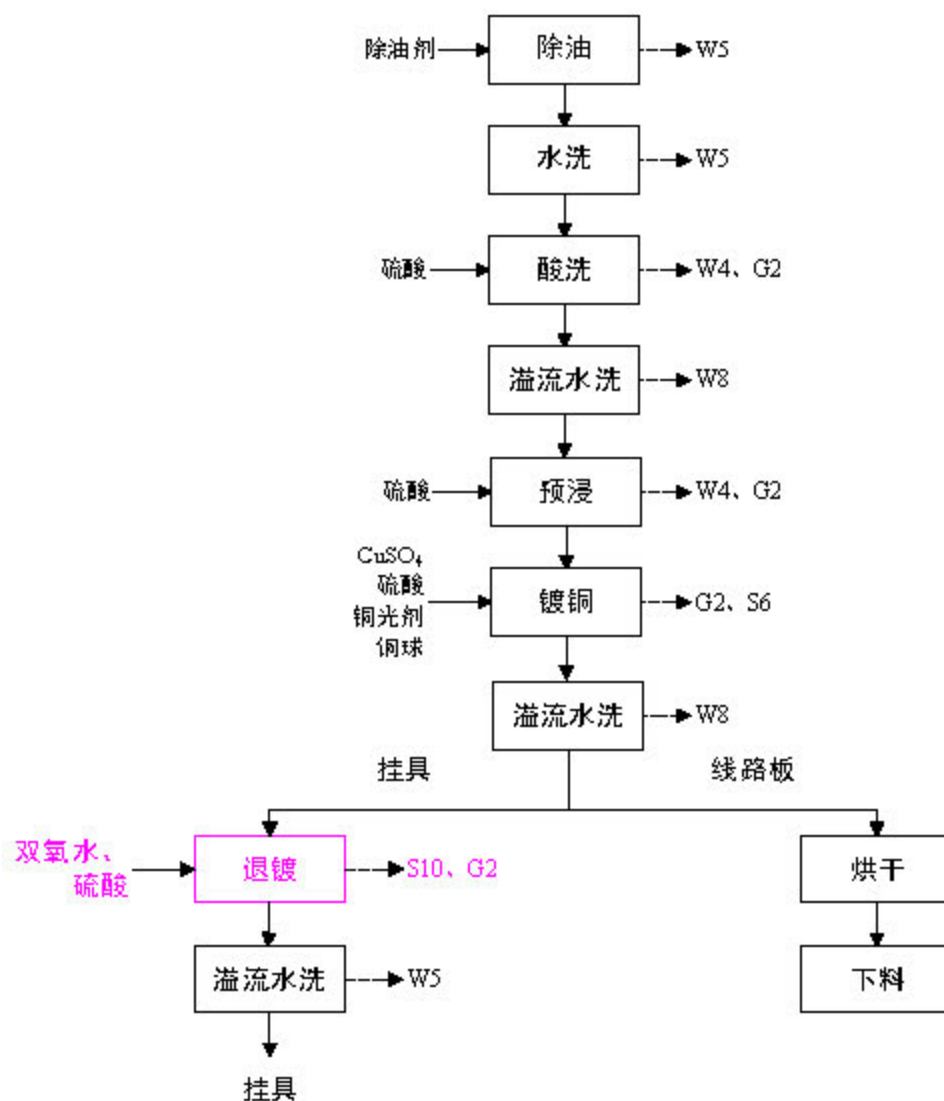 除油剂
除油
W5
水洗
W5
硫酸
酸洗
W4、G2
溢流水洗
W8
硫酸
预浸
W4、G2
CuSO₄
硫酸
铜光剂
铜球
镀铜
G2、S6
溢流水洗
W8
挂具
线路板
双氧水、
硫酸
退镀
S10、G2
烘干
溢流水洗
W5
下料
挂具